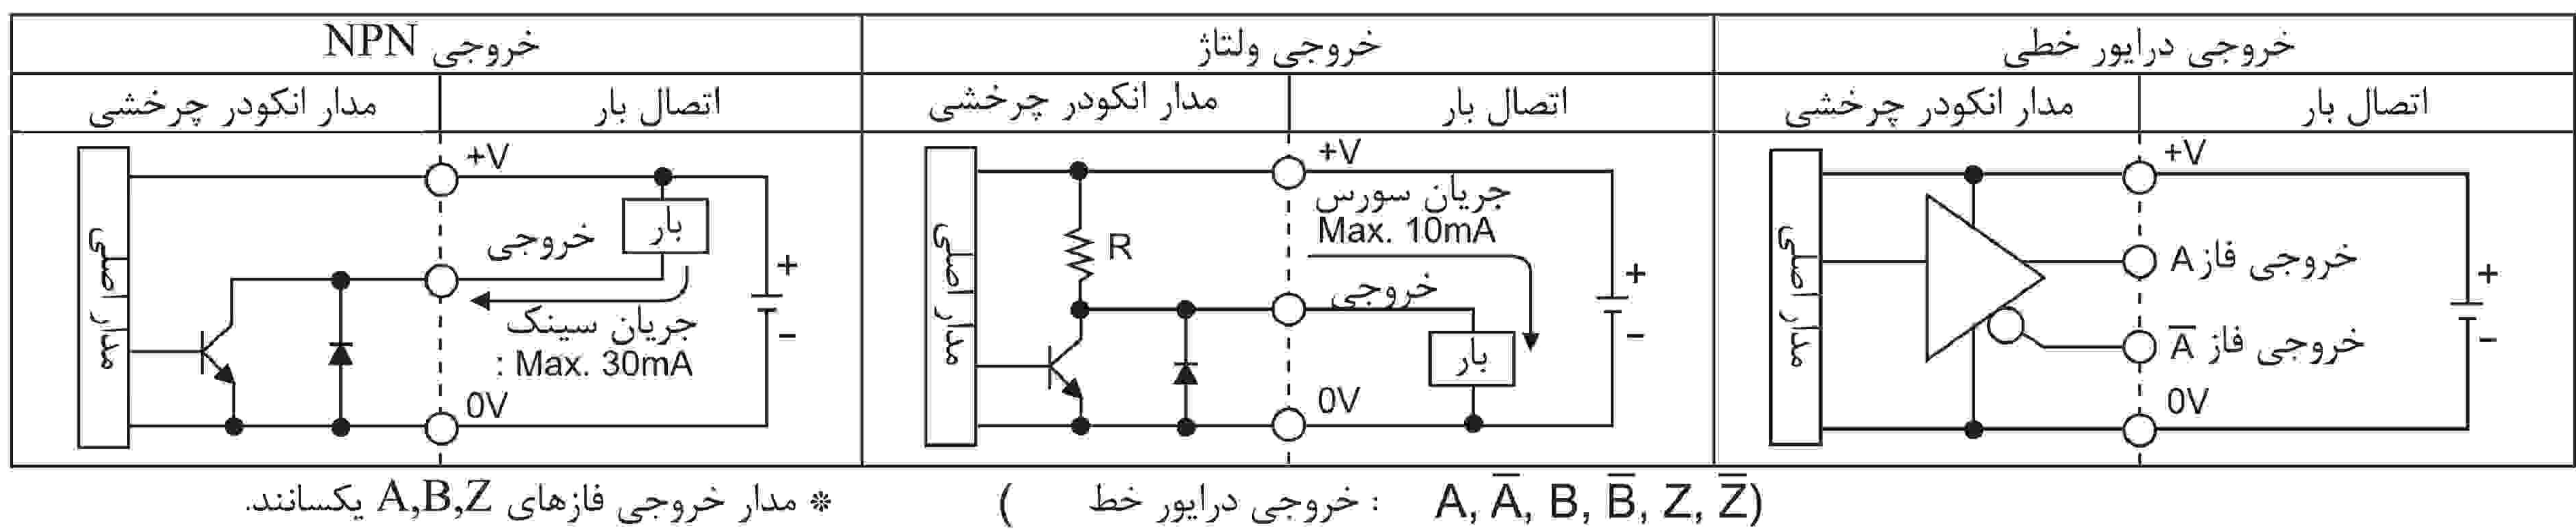 خروجی NPN
خروجی ولتاژ
خروجی درایور خطی
مدار انکودر چرخشی
اتصال بار
مدار انکودر چرخشی
اتصال بار
مدار انکودر چرخشی
اتصال بار
مدار اصلی
+V
بار
خروجی
جریان سینک
: Max. 30mA
0V
+
-
مدار اصلی
R
+V
جریان سورس
Max. 10mA
خروجی
بار
0V
+
-
مدار اصلی
+V
خروجی فاز A
خروجی فاز A̅
0V
+
-
* مدار خروجی فازهای A,B,Z یکسانند.
( خروجی درایور خط : A, A̅, B, B̅, Z, Z̅)